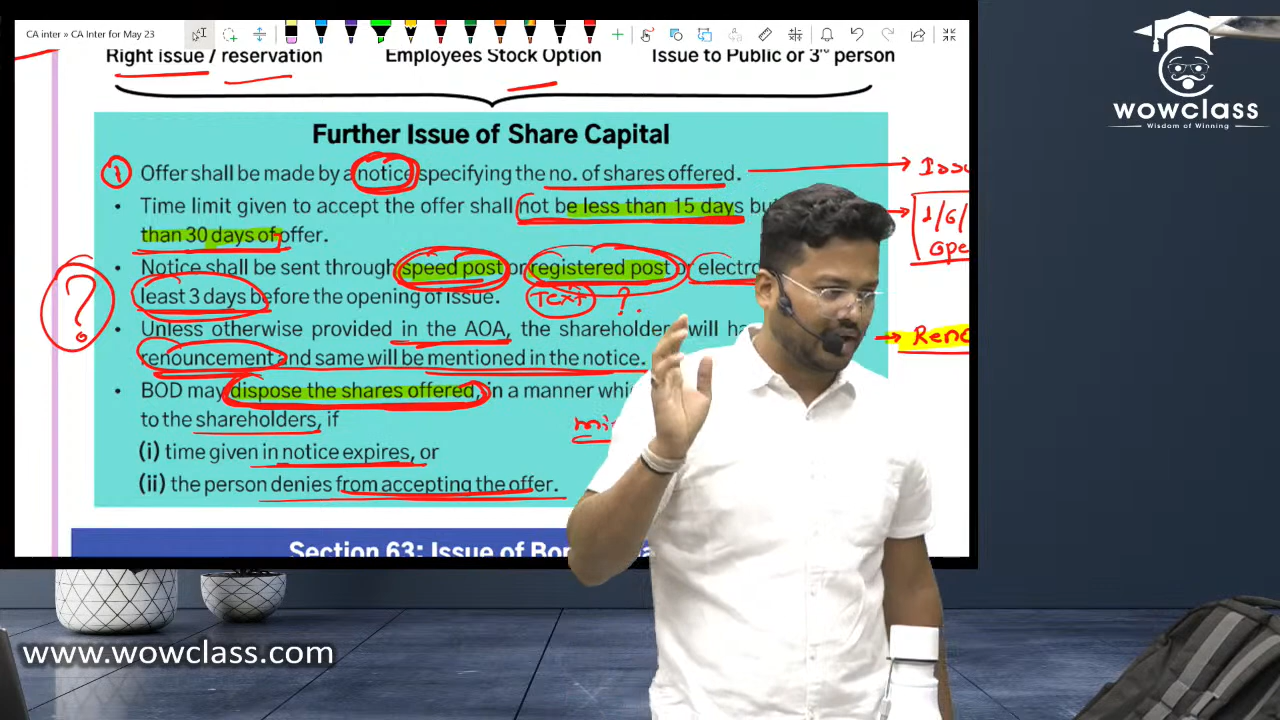 CA inter » CA Inter for May 23
Right Issue / reservation Employees Stock Option Issue to Public or 3rd person
Further Issue of Share Capital
Offer shall be made by a notice specifying the no. of shares offered.
Time limit given to accept the offer shall not be less than 15 days
than 30 days of offer.
1/6/
Notice shall be sent through speed post or registered post or
least 3 days before the opening of issue.
Text ?
?
Unless otherwise provided in the AOA, the shareholder will
renouncement and same will be mentioned in the notice.
BOD may dispose the shares offered, in a manner
to the shareholders, if
(i) time given in notice expires, or
(ii) the person denies from accepting the offer.
Section 63: Issue of
wowclass
Wisdom of Winning
www.wowclass.com